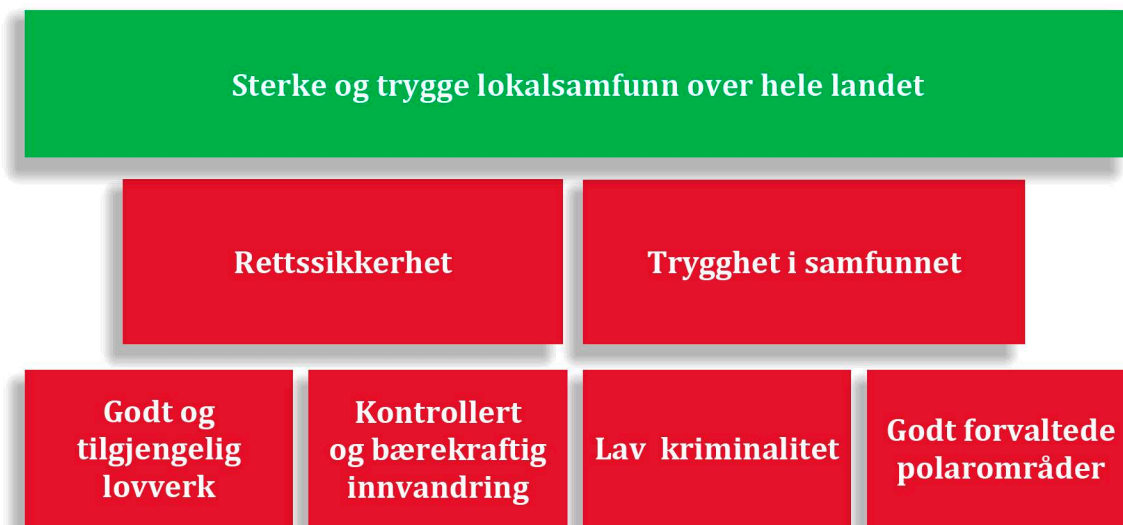 Sterke og trygge lokalsamfunn over hele landet
Rettssikkerhet
Trygghet i samfunnet
Godt og
tilgjengelig
lovverk
Kontrollert
og bærekraftig
innvandring
Lav kriminalitet
Godt forvaltede
polarområder